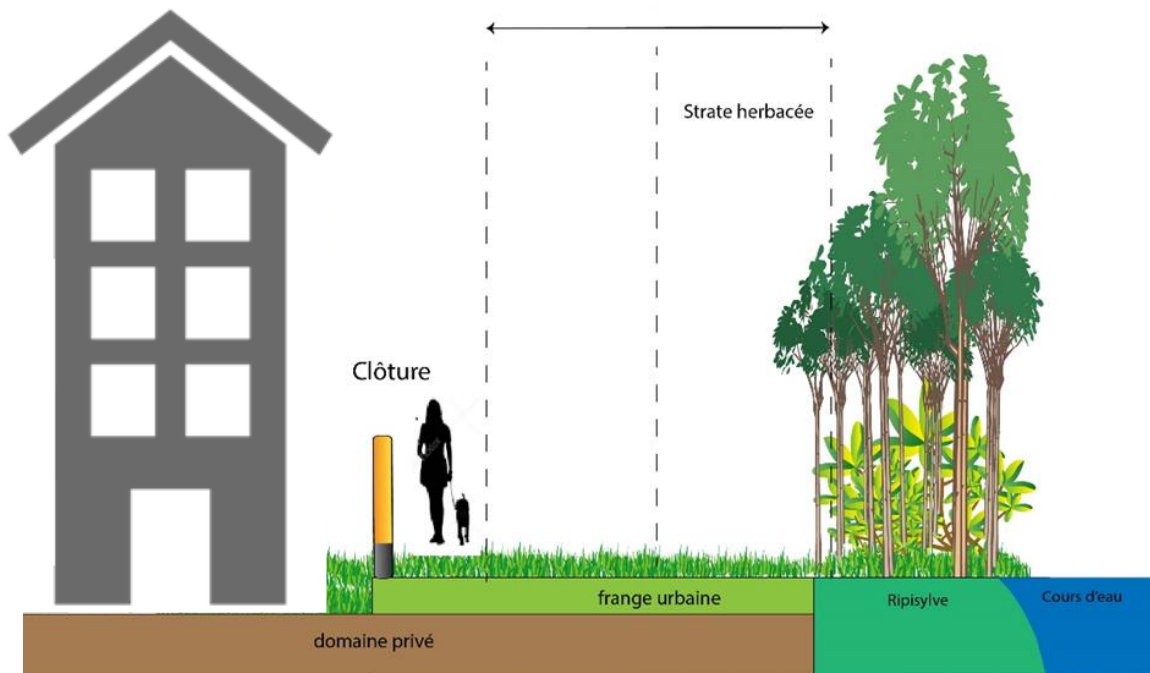 Strate herbacée
Clôture
frange urbaine
Ripisylve
Cours d'eau
domaine privé